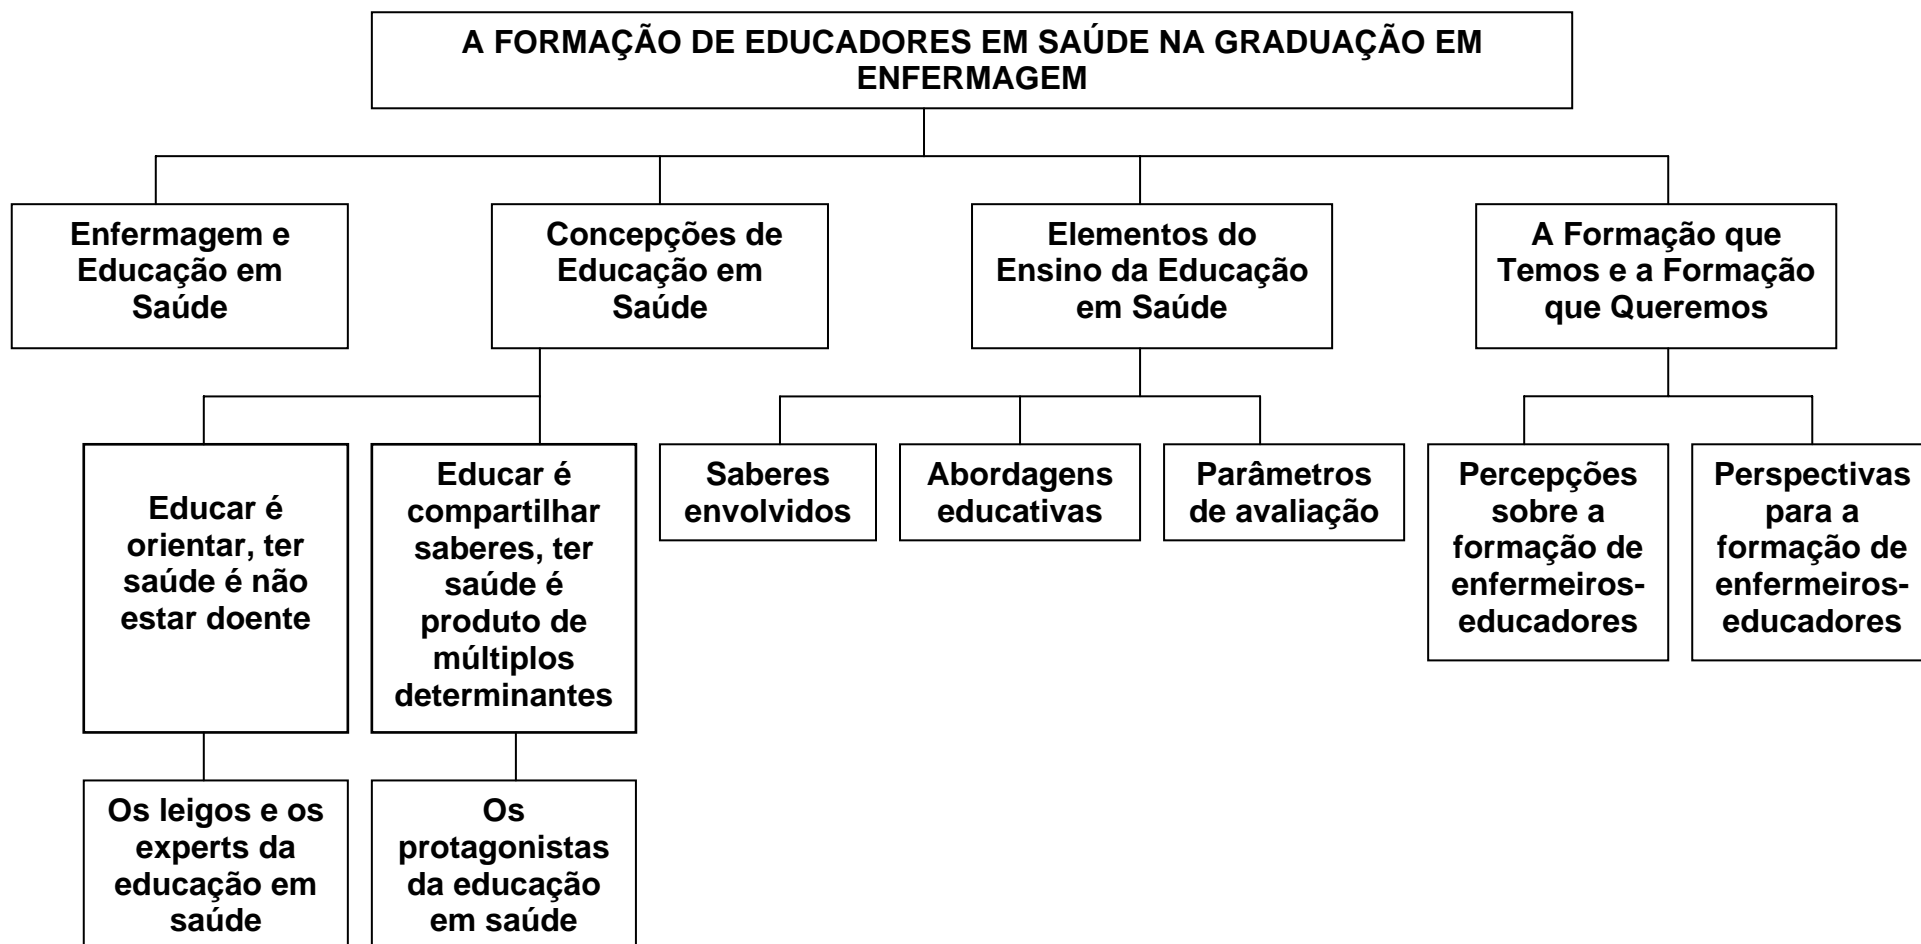 A FORMAÇÃO DE EDUCADORES EM SAÚDE NA GRADUAÇÃO EM
ENFERMAGEM
Enfermagem e
Educação em
Saúde
Concepções de
Educação em
Saúde
Elementos do
Ensino da Educação
em Saúde
A Formação que
Temos e a Formação
que Queremos
Educar é
orientar, ter
saúde é não
estar doente
Educar é
compartilhar
saberes, ter
saúde é
produto de
múltiplos
determinantes
Saberes
envolvidos
Abordagens
educativas
Parâmetros
de avaliação
Percepções
sobre a
formação de
enfermeiros-
educadores
Perspectivas
para a
formação de
enfermeiros-
educadores
Os leigos e os
experts da
educação em
saúde
Os
protagonistas
da educação
em saúde